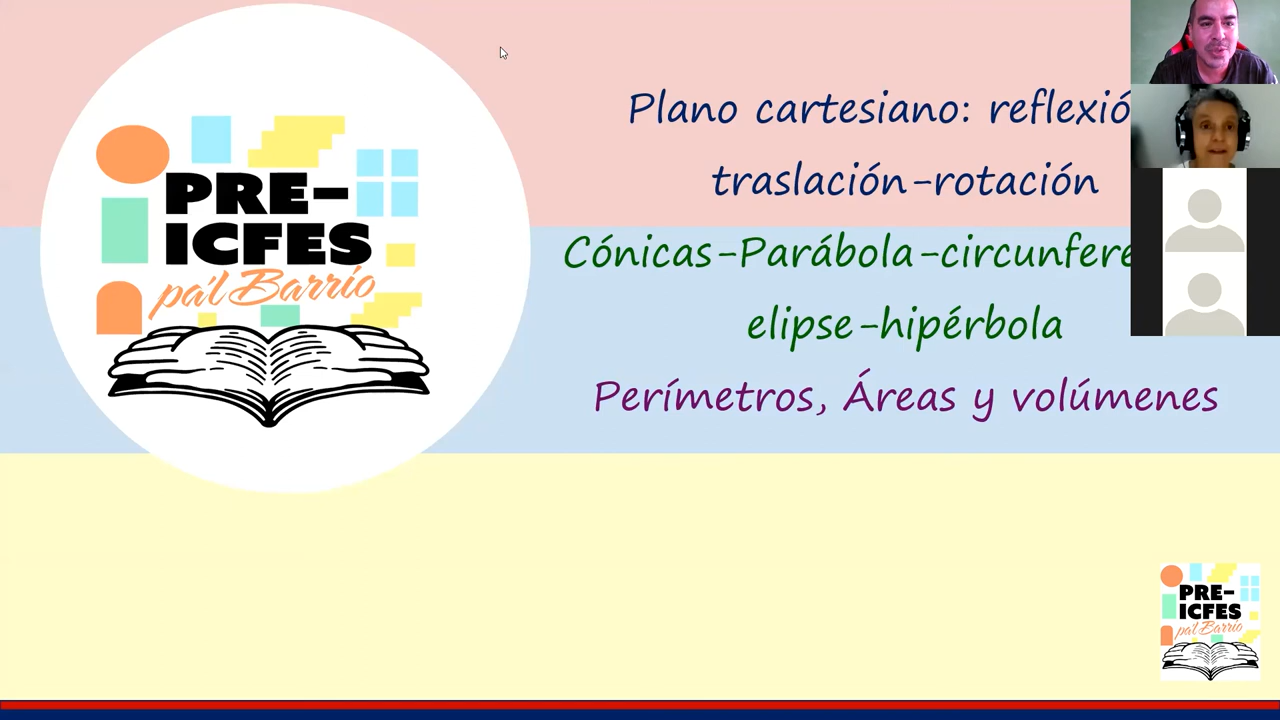 PRE-
ICFES
pa'l Barrio
Plano cartesiano: reflexió
traslación-rotación
Cónicas-Parábola-circunfere
elipse-hipérbola
Perímetros, Áreas y volúmenes
PRE-
ICFES
pa'l Barrio